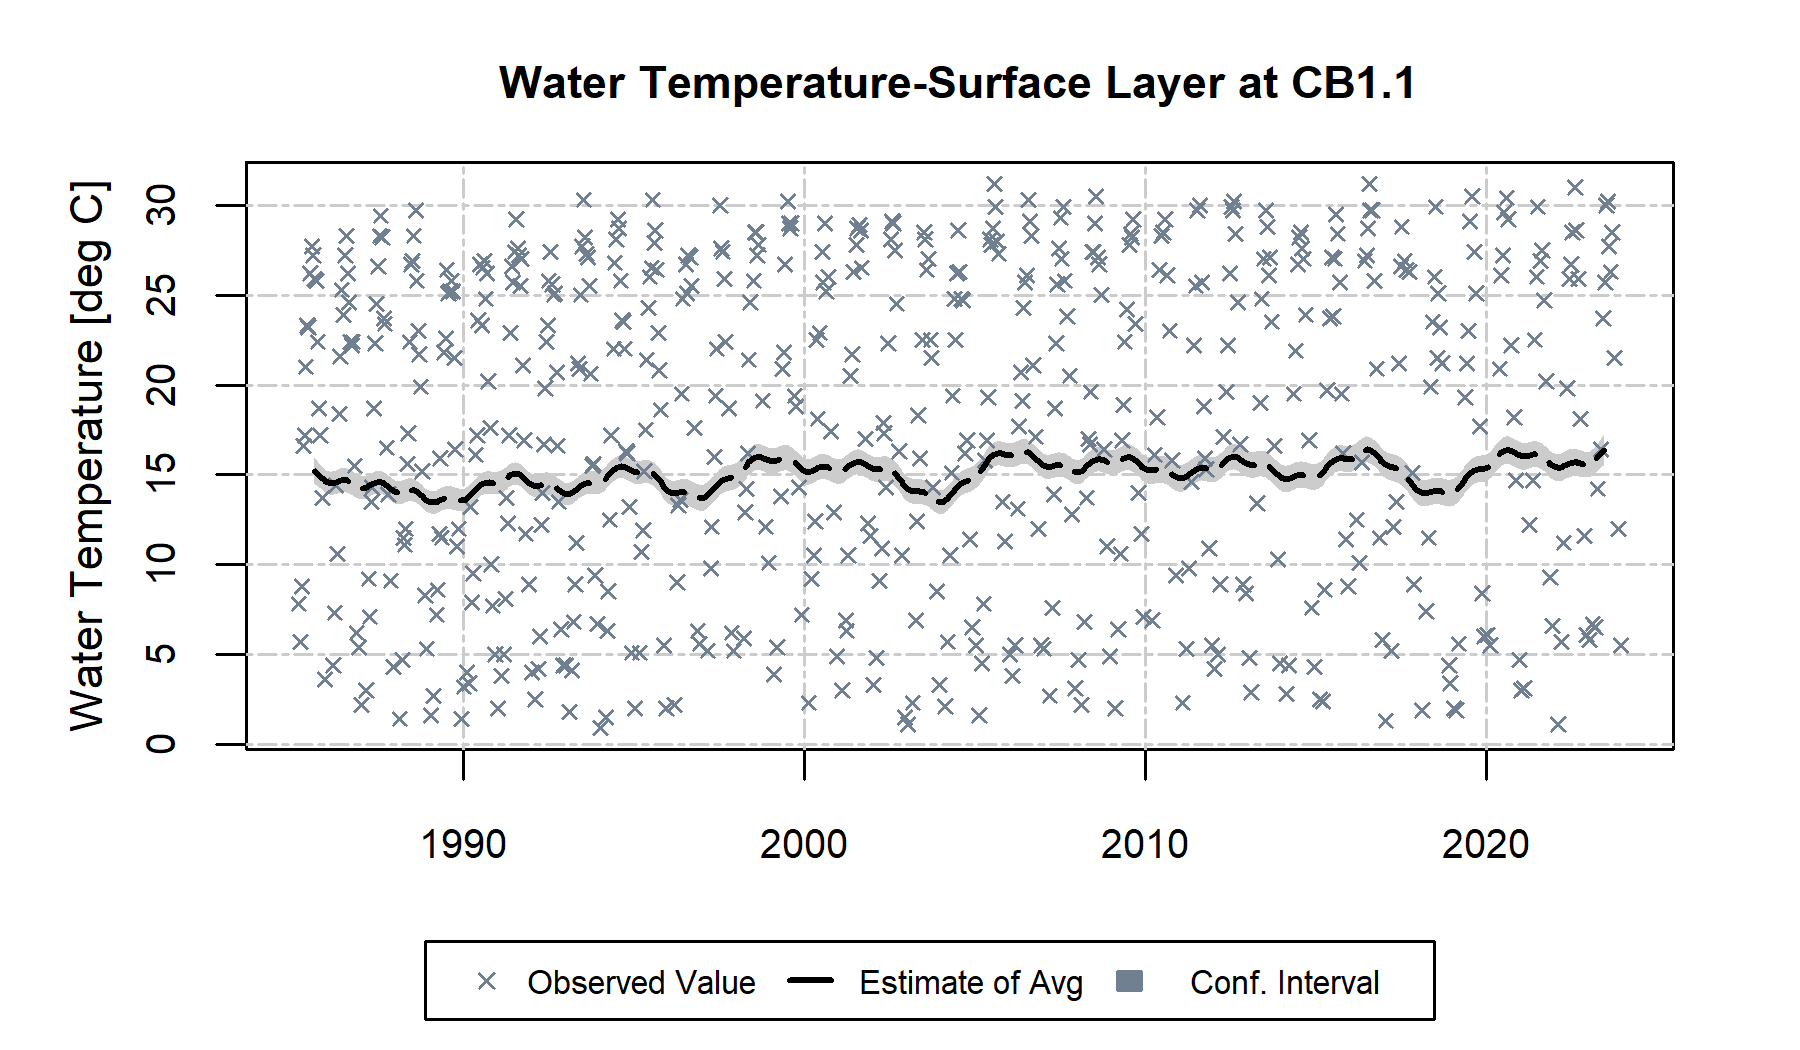 Water Temperature-Surface Layer at CB1.1
Water Temperature [deg C]
30
25
20
15
10
5
0
1990 2000 2010 2020
Observed Value Estimate of Avg Conf. Interval